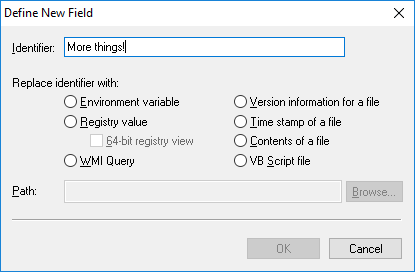 Define New Field
Identifier: More things!
Replace identifier with:
Environment variable
Registry value
64-bit registry view
WMI Query
Version information for a file
Time stamp of a file
Contents of a file
VB Script file
Path: Browse...
OK Cancel